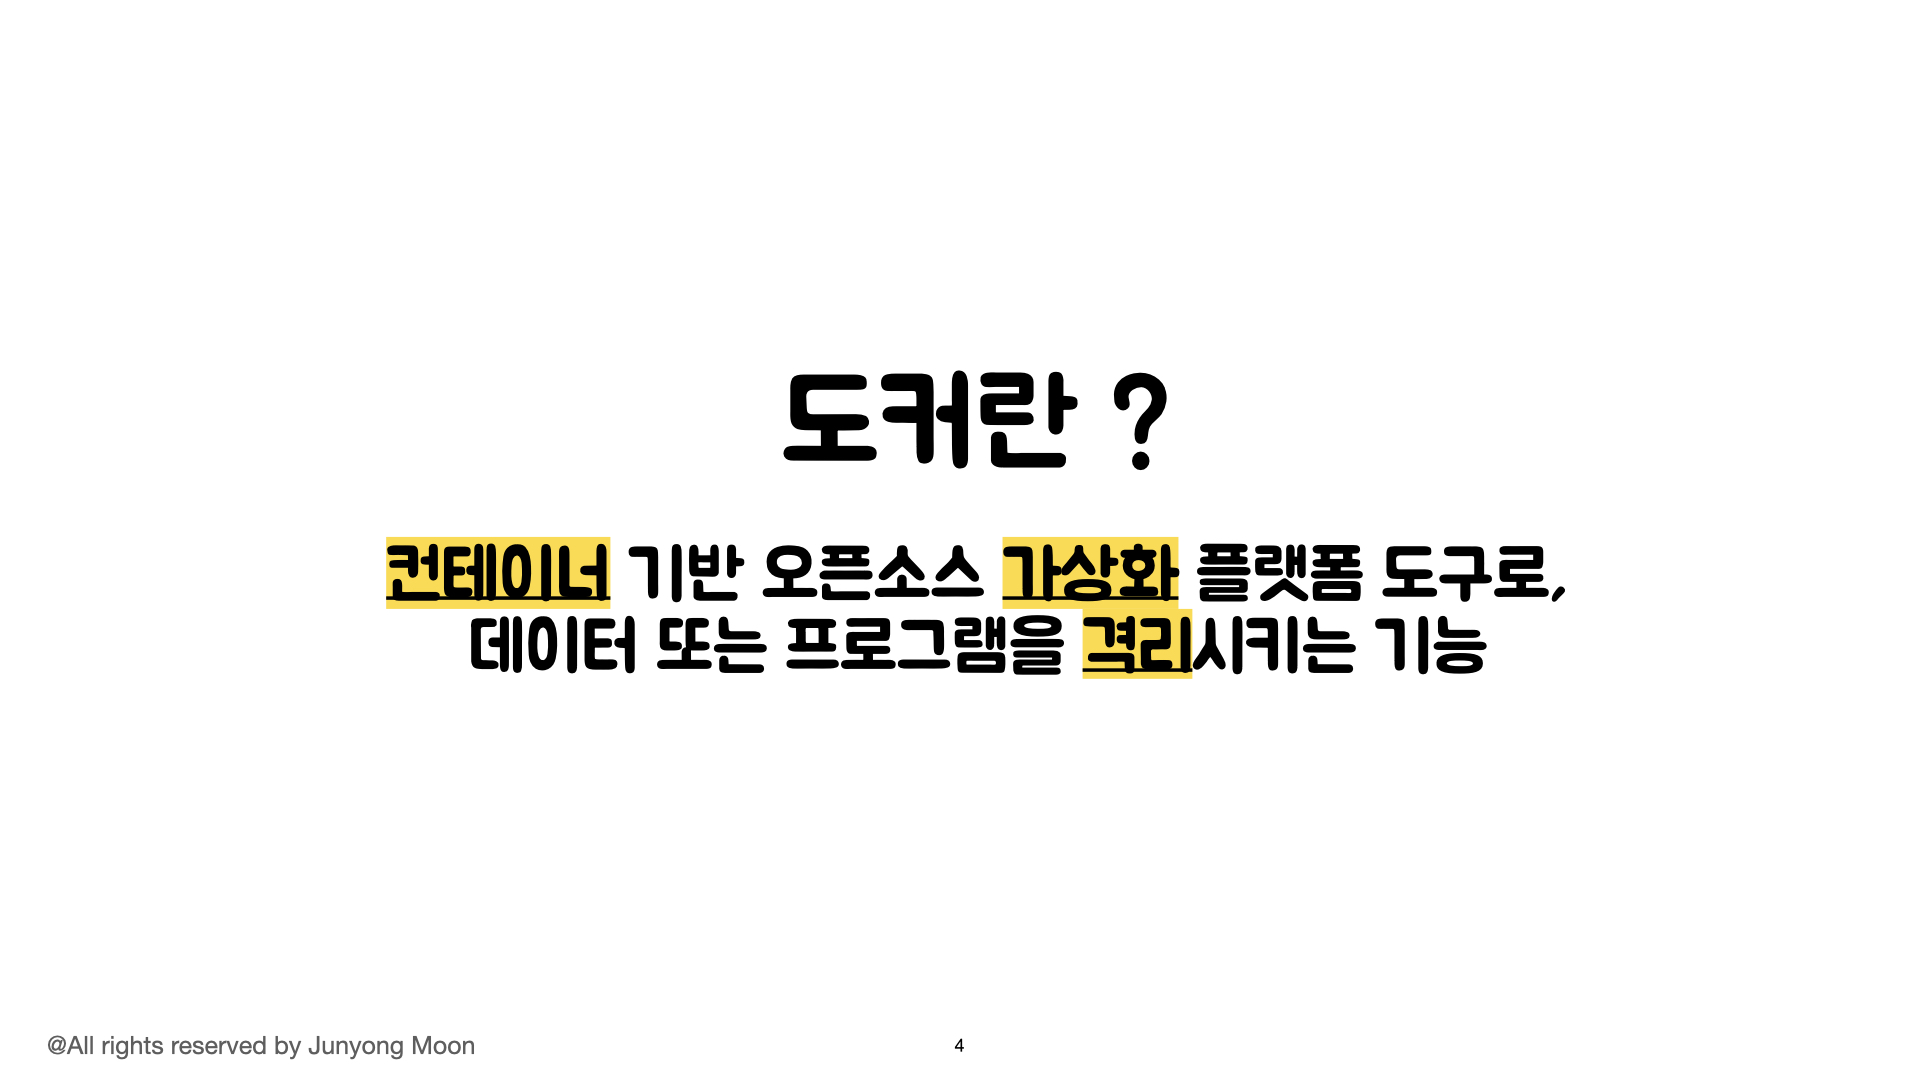 도커란 ?
컨테이너 기반 오픈소스 가상화 플랫폼 도구로,
데이터 또는 프로그램을 격리시키는 기능
@All rights reserved by Junyong Moon
4